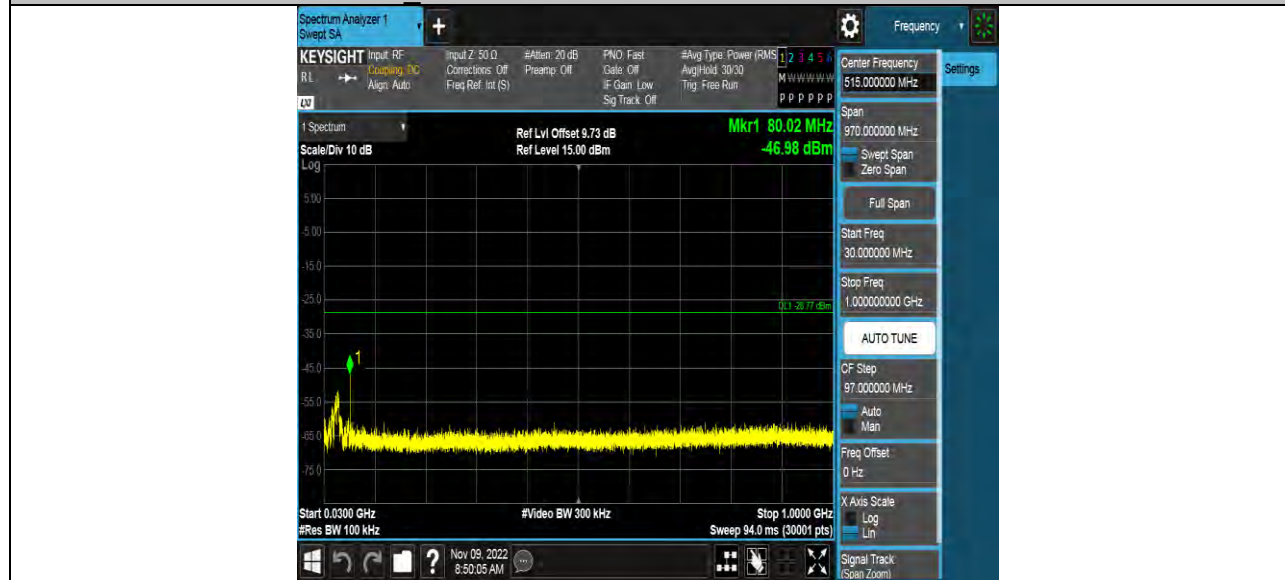 Spectrum Analyzer 1
Swept SA
+
Frequency
KEYSIGHT
Input: RF
Coupling: DC
Align: Auto
Input Z: 50 Ω
Corrections: Off
Freq Ref: Int (S)
#Atten: 20 dB
Preamp: Off
PNO: Fast
Gate: Off
IF Gain: Low
Sig Track: Off
#Avg Type: Power (RMS
Avg|Hold: 30/30
Trig: Free Run
1 2 3 4 5 6
M W W W W W
P P P P P P
RL
LXI
1 Spectrum
Scale/Div 10 dB
Ref Lvl Offset 9.73 dB
Ref Level 15.00 dBm
Mkr1 80.02 MHz
-46.98 dBm
Log
5.00
-5.00
-15.0
-25.0
-35.0
-45.0
-55.0
-65.0
-75.0
DL1 -28.77 dBm
1
Start 0.0300 GHz
#Res BW 100 kHz
#Video BW 300 kHz
Stop 1.0000 GHz
Sweep 94.0 ms (30001 pts)
Center Frequency
515.000000 MHz
Settings
Span
970.000000 MHz
Swept Span
Zero Span
Full Span
Start Freq
30.000000 MHz
Stop Freq
1.000000000 GHz
AUTO TUNE
CF Step
97.000000 MHz
Auto
Man
Freq Offset
0 Hz
X Axis Scale
Log
Lin
Signal Track
(Span Zoom)
?
Nov 09, 2022
8:50:05 AM